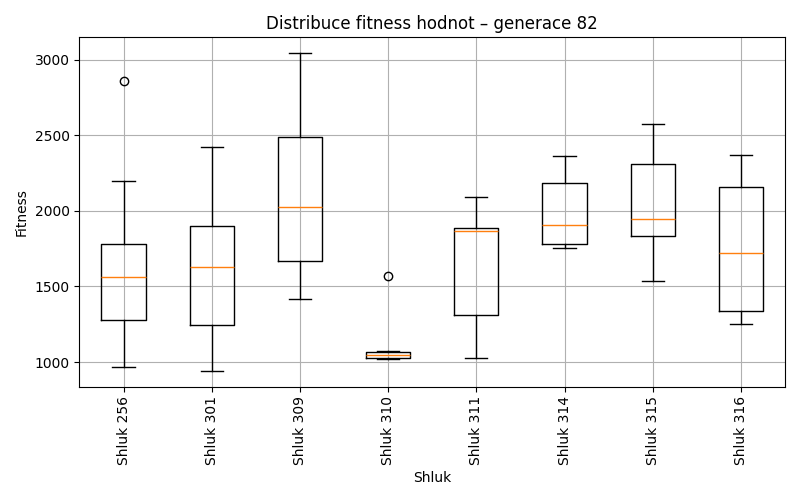 Distribuce fitness hodnot – generace 82
Fitness
3000
2500
2000
1500
1000
Shluk 256
Shluk 301
Shluk 309
Shluk 310
Shluk 311
Shluk 314
Shluk 315
Shluk 316
Shluk